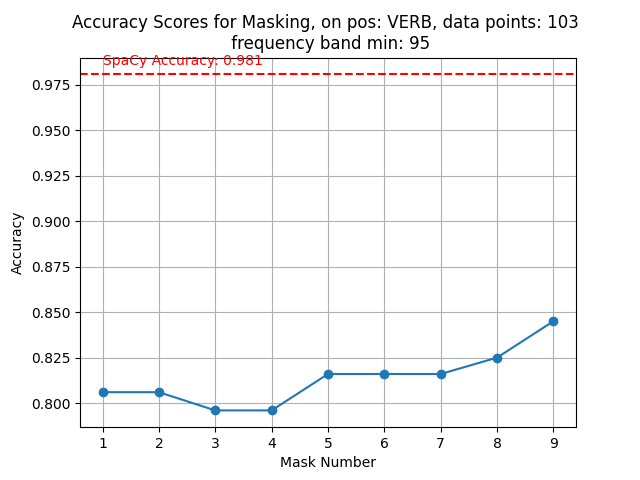 Accuracy Scores for Masking, on pos: VERB, data points: 103
frequency band min: 95
SpaCy Accuracy: 0.981
0.975
0.950
0.925
0.900
0.875
0.850
0.825
0.800
Accuracy
1 2 3 4 5 6 7 8 9
Mask Number